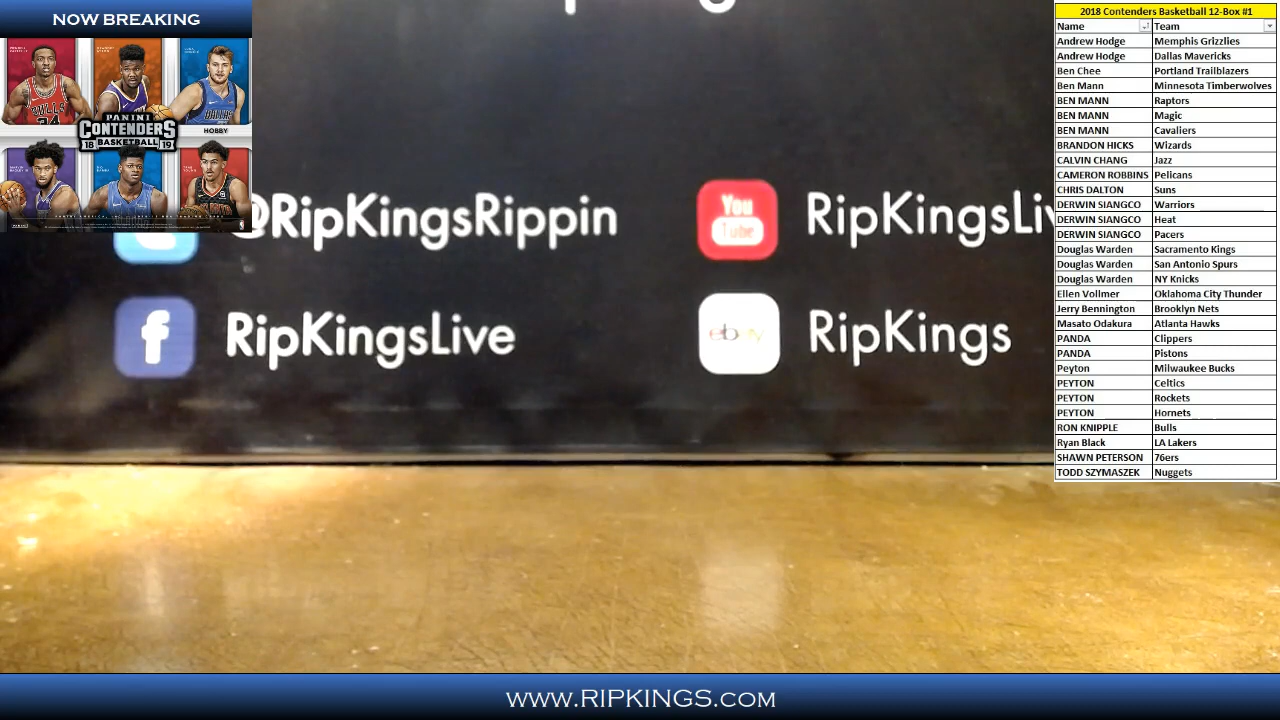 NOW BREAKING
PANINI
CONTENDERS
18 BASKETBALL 19
HOBBY
@RipKingsRippin
You
Tube
RipKingsLiv
f
RipKingsLive
ebay
RipKings
2018 Contenders Basketball 12-Box #1
Name Team
Andrew Hodge Memphis Grizzlies
Andrew Hodge Dallas Mavericks
Ben Chee Portland Trailblazers
Ben Mann Minnesota Timberwolves
BEN MANN Raptors
BEN MANN Magic
BEN MANN Cavaliers
BRANDON HICKS Wizards
CALVIN CHANG Jazz
CAMERON ROBBINS Pelicans
CHRIS DALTON Suns
DERWIN SIANGCO Warriors
DERWIN SIANGCO Heat
DERWIN SIANGCO Pacers
Douglas Warden Sacramento Kings
Douglas Warden San Antonio Spurs
Douglas Warden NY Knicks
Ellen Vollmer Oklahoma City Thunder
Jerry Bennington Brooklyn Nets
Masato Odakura Atlanta Hawks
PANDA Clippers
PANDA Pistons
Peyton Milwaukee Bucks
PEYTON Celtics
PEYTON Rockets
PEYTON Hornets
RON KNIPPLE Bulls
Ryan Black LA Lakers
SHAWN PETERSON 76ers
TODD SZYMASZEK Nuggets
WWW.RIPKINGS.COM